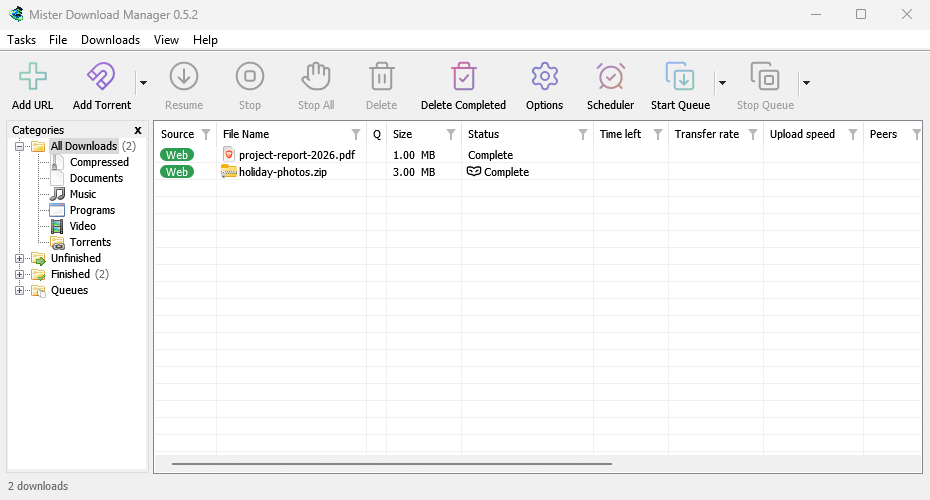 Mister Download Manager 0.5.2
Tasks File Downloads View Help
Add URL Add Torrent Resume Stop Stop All Delete Delete Completed Options Scheduler Start Queue Stop Queue
Categories x
All Downloads (2)
Compressed
Documents
Music
Programs
Video
Torrents
Unfinished
Finished (2)
Queues
Source File Name Q Size Status Time left Transfer rate Upload speed Peers
Web project-report-2026.pdf 1.00 MB Complete
Web holiday-photos.zip 3.00 MB Complete
2 downloads